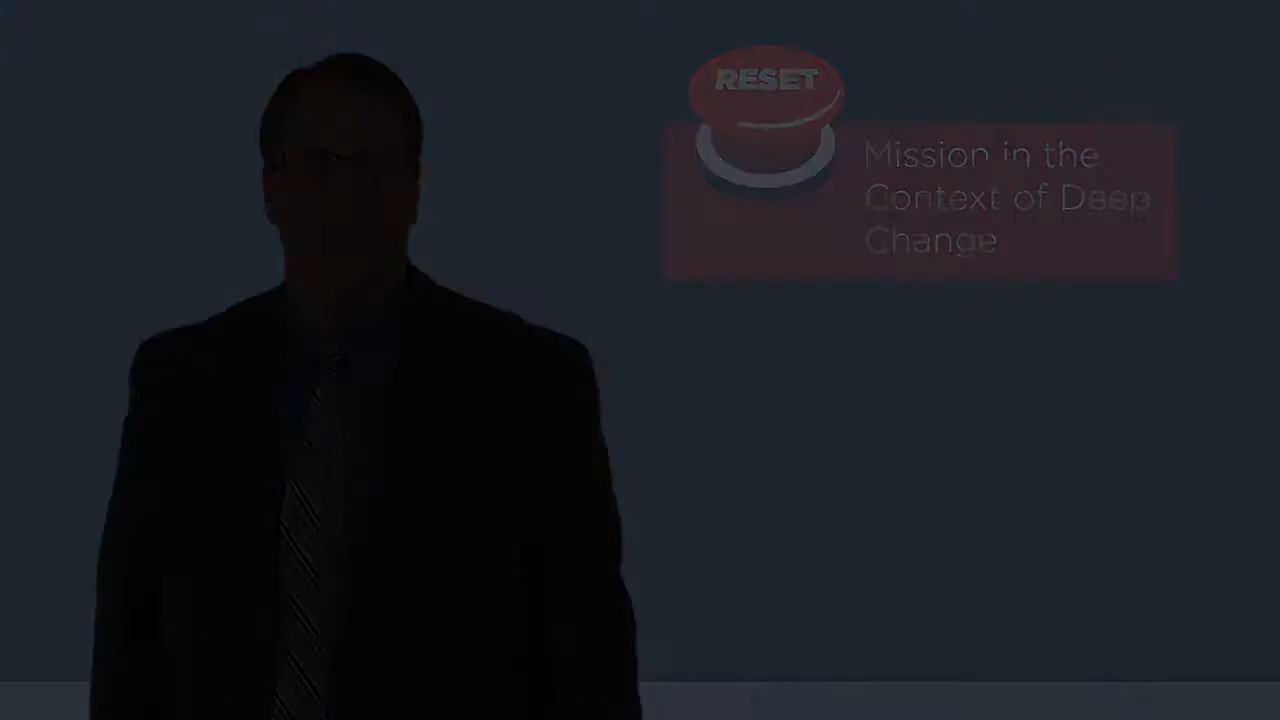 RESET
Mission in the
Context of Deep
Change